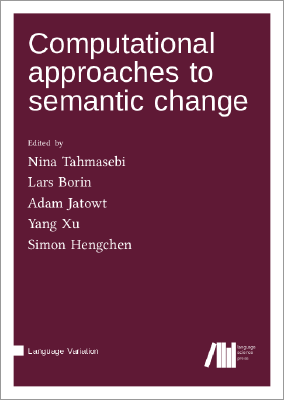 Computational
approaches to
semantic change
Edited by
Nina Tahmasebi
Lars Borin
Adam Jatowt
Yang Xu
Simon Hengchen
Language Variation
language
science
press